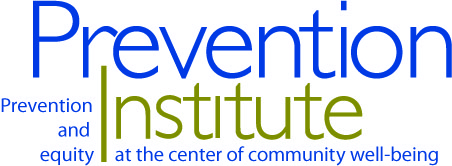 Prevention
Institute
Prevention
and
equity at the center of community well-being